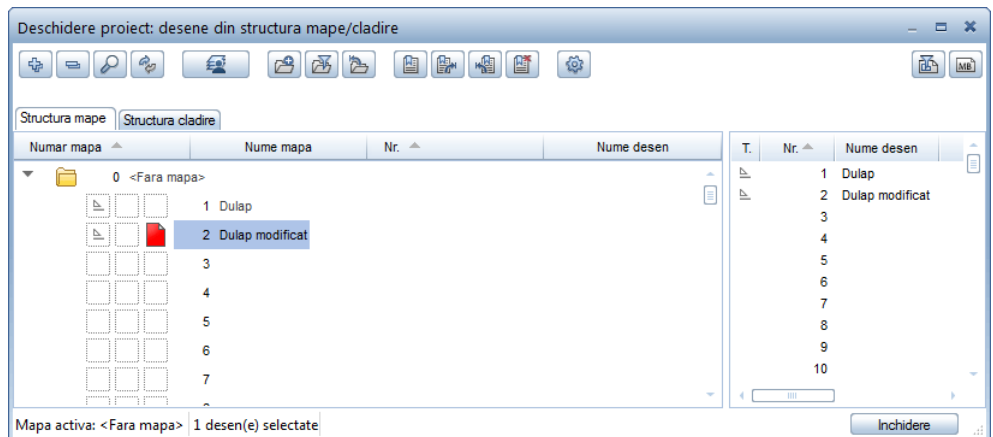 Deschidere proiect: desene din structura mape/cladire
MB
Structura mape Structura cladire
Numar mapa Nume mapa Nr. Nume desen
0 <Fara mapa>
1 Dulap
2 Dulap modificat
3
4
5
6
7
T. Nr. Nume desen
1 Dulap
2 Dulap modificat
3
4
5
6
7
8
9
10
Mapa activa: <Fara mapa> 1 desen(e) selectate Inchidere